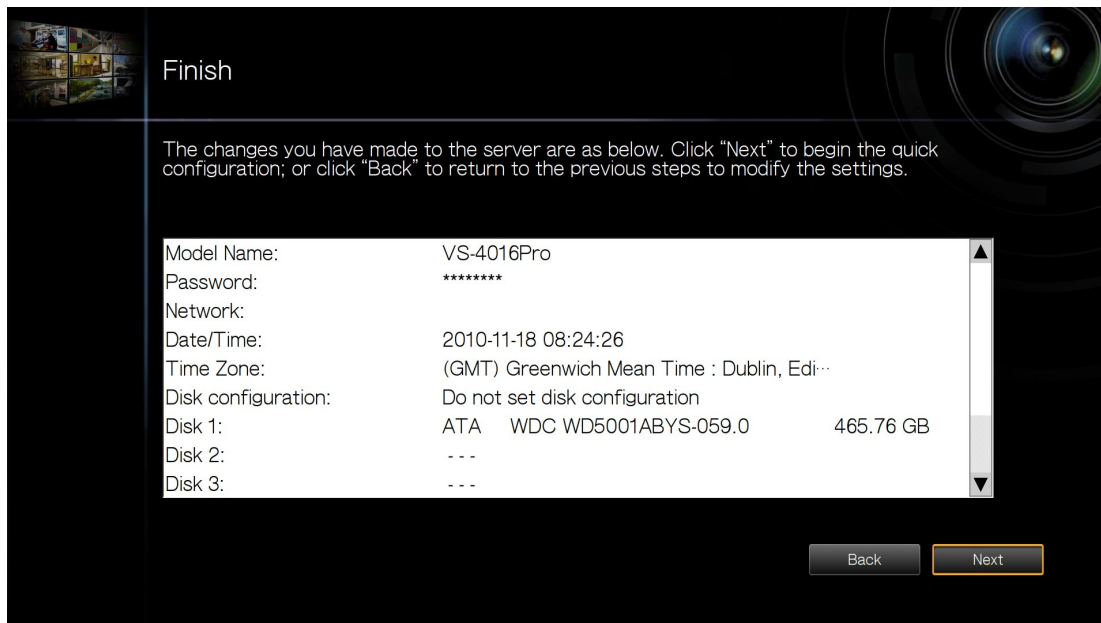 Finish
The changes you have made to the server are as below. Click “Next” to begin the quick
configuration; or click “Back” to return to the previous steps to modify the settings.
Model Name: VS-4016Pro
Password: ********
Network:
Date/Time: 2010-11-18 08:24:26
Time Zone: (GMT) Greenwich Mean Time : Dublin, Edi···
Disk configuration: Do not set disk configuration
Disk 1: ATA WDC WD5001ABYS-059.0 465.76 GB
Disk 2: - - -
Disk 3: - - -
Back Next